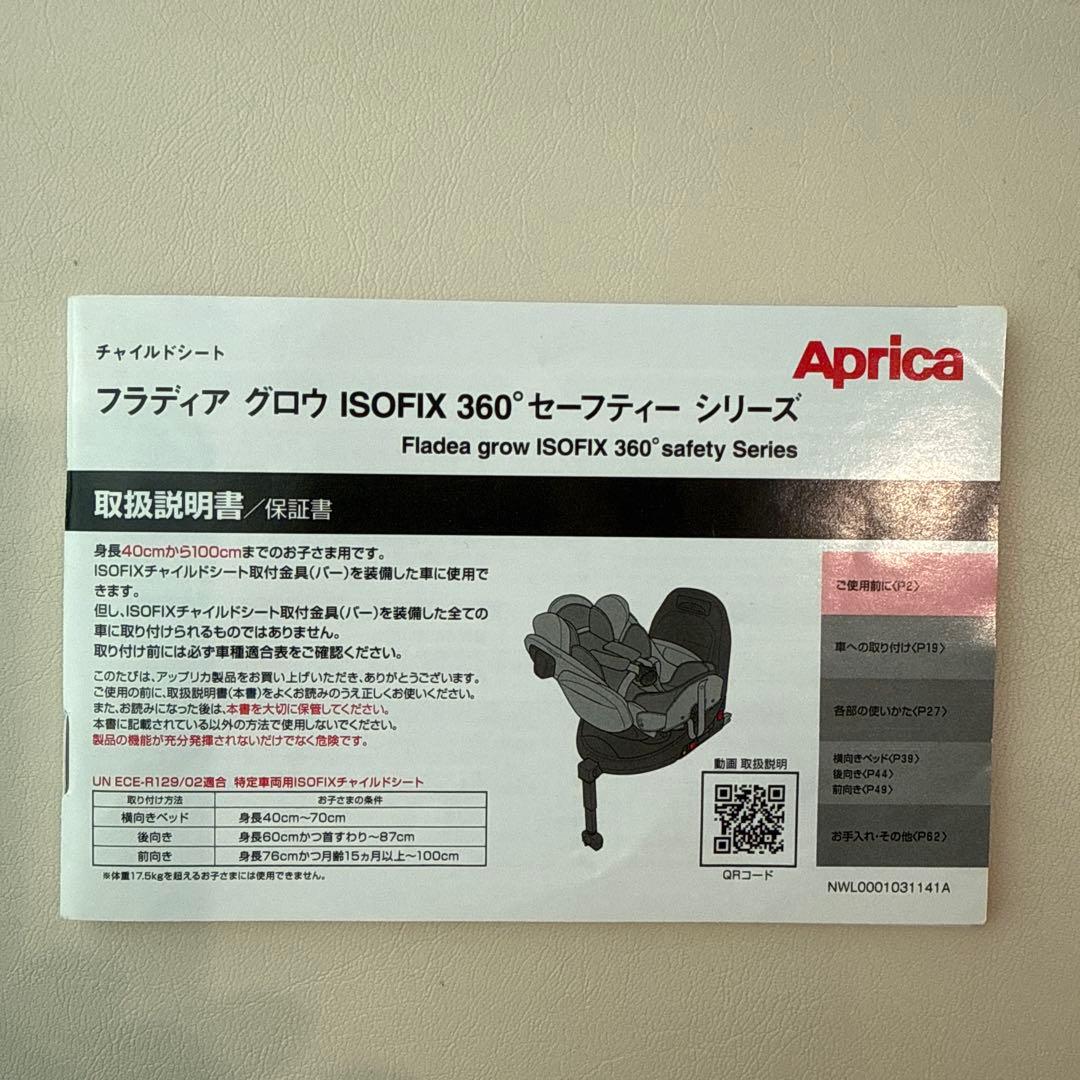 チャイルドシート
Aprica
フラディア グロウ ISOFIX 360°セーフティー シリーズ
Fladea grow ISOFIX 360°safety Series
取扱説明書/保証書
身長40cmから100cmまでのお子さま用です。
ISOFIXチャイルドシート取付金具(バー)を装備した車に使用で
きます。
但し、ISOFIXチャイルドシート取付金具(バー)を装備した全ての
車に取り付けられるものではありません。
取り付け前には必ず車種適合表をご確認ください。
このたびは、アップリカ製品をお買い上げいただき、ありがとうございます。
ご使用の前に、取扱説明書(本書)をよくお読みのうえ正しくお使いください。
また、お読みになった後は、本書を大切に保管してください。
本書に記載されている以外の方法で使用しないでください。
製品の機能が充分発揮されないだけでなく危険です。
UN ECE-R129/02適合 特定車両用ISOFIXチャイルドシート
取り付け方法 お子さまの条件
横向きベッド 身長40cm〜70cm
後向き 身長60cmかつ首すわり〜87cm
前向き 身長76cmかつ月齢15ヵ月以上〜100cm
※体重17.5kgを超えるお子さまには使用できません。
動画 取扱説明
QRコード
ご使用前に〈P2〉
車への取り付け〈P19〉
各部の使いかた〈P27〉
横向きベッド〈P39〉
後向き〈P44〉
前向き〈P49〉
お手入れ・その他〈P62〉
NWL0001031141A